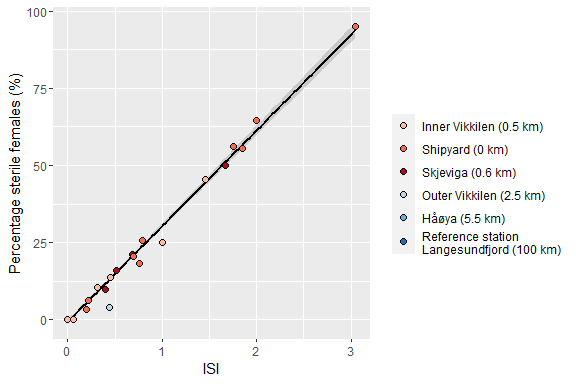 Percentage sterile females (%)
100
75
50
25
0
0
1
2
3
ISI
Inner Vikkilen (0.5 km)
Shipyard (0 km)
Skjeviga (0.6 km)
Outer Vikkilen (2.5 km)
Håøya (5.5 km)
Reference station
Langesundfjord (100 km)